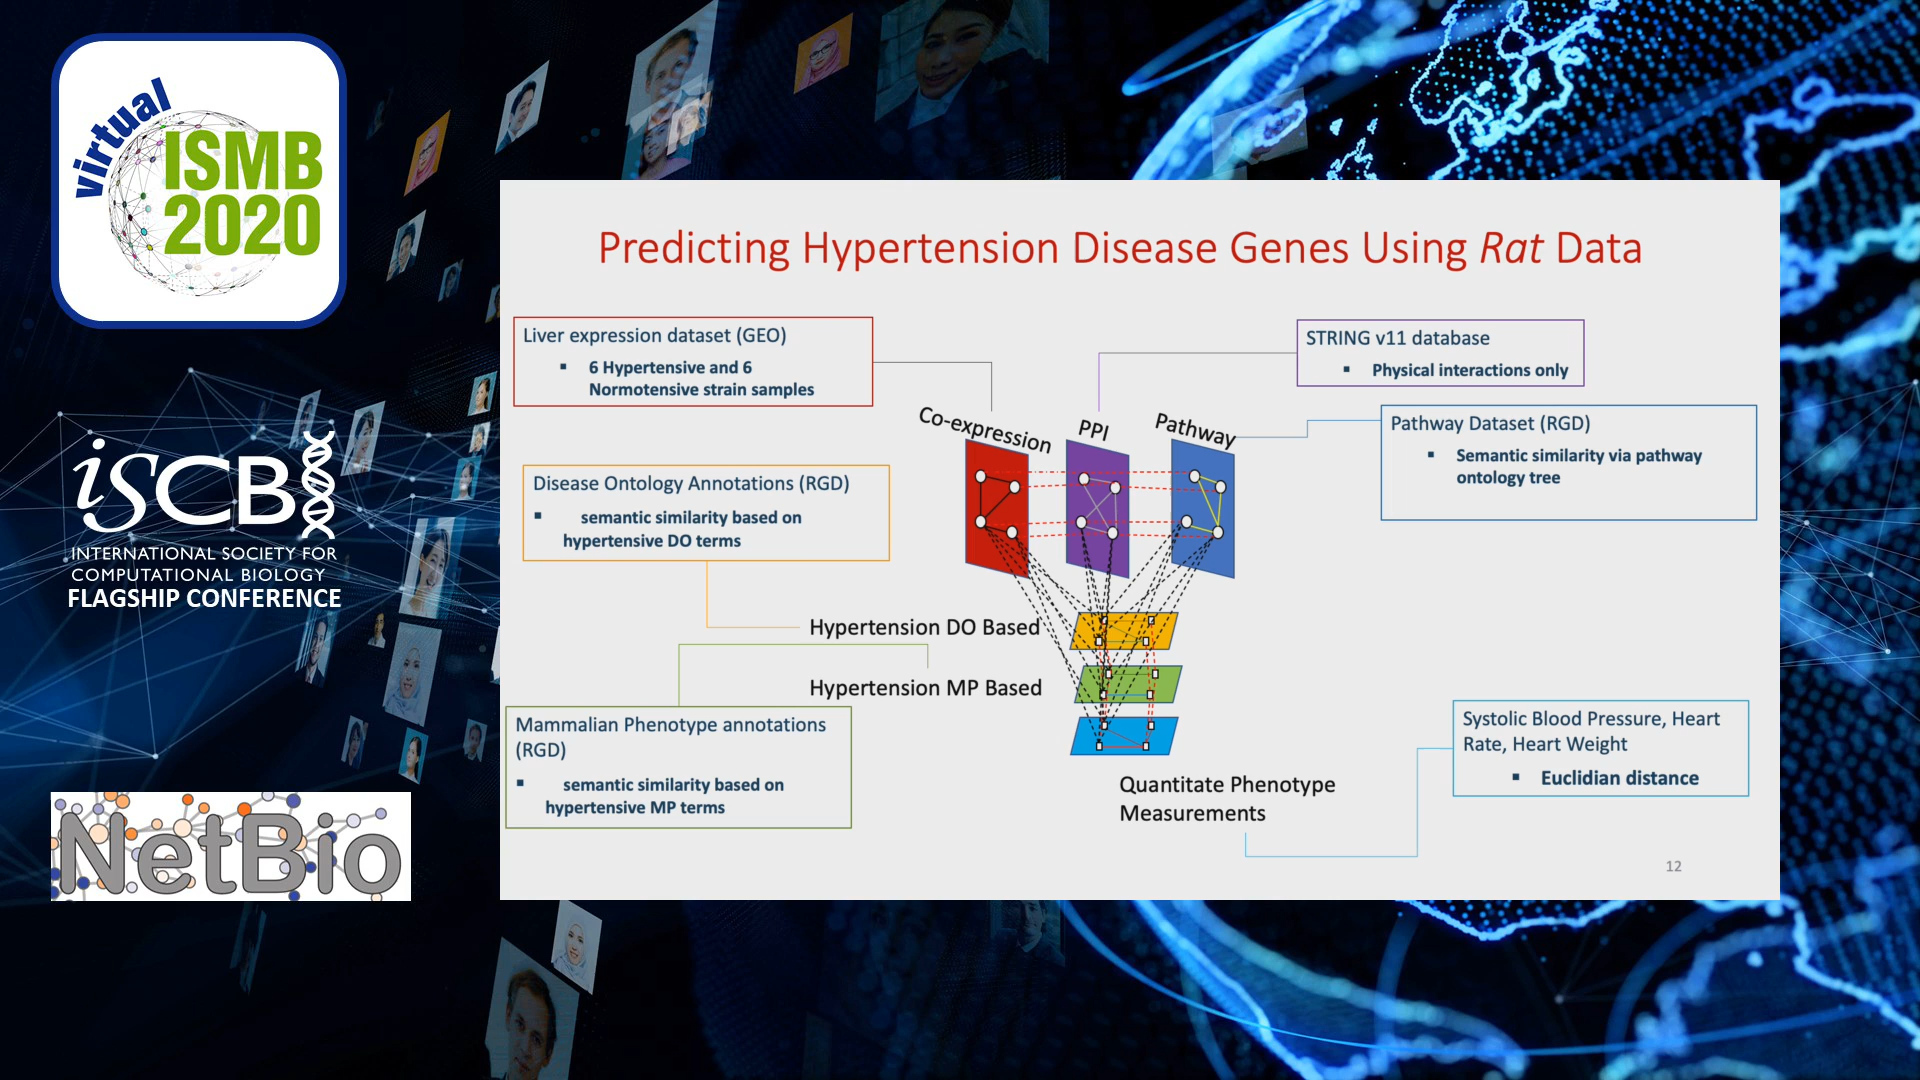 virtual
ISMB
2020
iSCB
INTERNATIONAL SOCIETY FOR
COMPUTATIONAL BIOLOGY
FLAGSHIP CONFERENCE
NetBio
Predicting Hypertension Disease Genes Using Rat Data
Liver expression dataset (GEO)
▪ 6 Hypertensive and 6
Normotensive strain samples
STRING v11 database
▪ Physical interactions only
Co-expression
PPI
Pathway
Pathway Dataset (RGD)
▪ Semantic similarity via pathway
ontology tree
Disease Ontology Annotations (RGD)
▪ semantic similarity based on
hypertensive DO terms
Hypertension DO Based
Hypertension MP Based
Mammalian Phenotype annotations
(RGD)
▪ semantic similarity based on
hypertensive MP terms
Systolic Blood Pressure, Heart
Rate, Heart Weight
▪ Euclidian distance
Quantitate Phenotype
Measurements
12